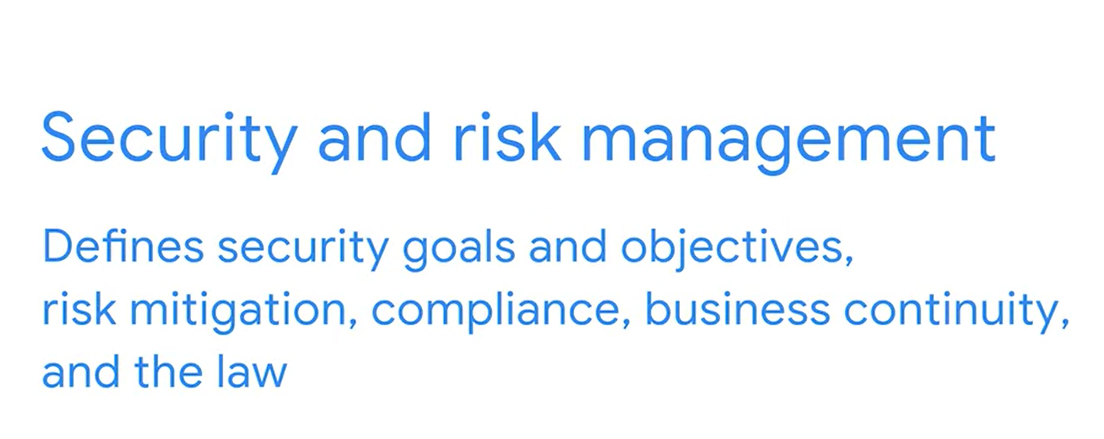 Security and risk management
Defines security goals and objectives,
risk mitigation, compliance, business continuity,
and the law